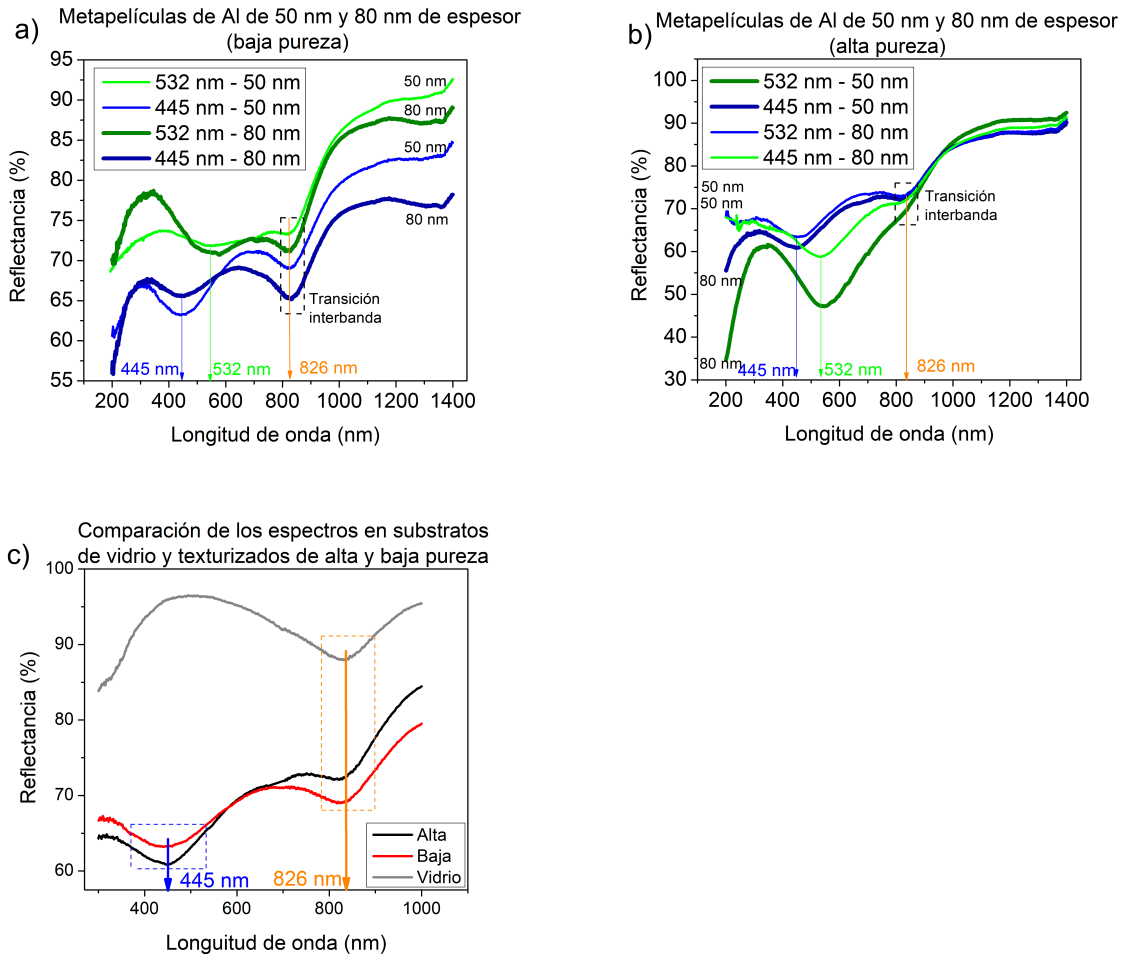 a)
Metapelículas de Al de 50 nm y 80 nm de espesor
(baja pureza)
95
90
85
80
75
70
65
60
55
Reflectancia (%)
532 nm - 50 nm
445 nm - 50 nm
532 nm - 80 nm
445 nm - 80 nm
50 nm
80 nm
50 nm
80 nm
Transición
interbanda
445 nm
532 nm
826 nm
200 400 600 800 1000 1200 1400
Longitud de onda (nm)
b)
Metapelículas de Al de 50 nm y 80 nm de espesor
(alta pureza)
100
90
80
70
60
50
40
30
Reflectancia (%)
532 nm - 50 nm
445 nm - 50 nm
532 nm - 80 nm
445 nm - 80 nm
50 nm
50 nm
80 nm
80 nm
Transición
interbanda
445 nm
532 nm
826 nm
200 400 600 800 1000 1200 1400
Longitud de onda (nm)
c)
Comparación de los espectros en substratos
de vidrio y texturizados de alta y baja pureza
100
90
80
70
60
Reflectancia (%)
Alta
Baja
Vidrio
445 nm
826 nm
400 600 800 1000
Longuitud de onda (nm)